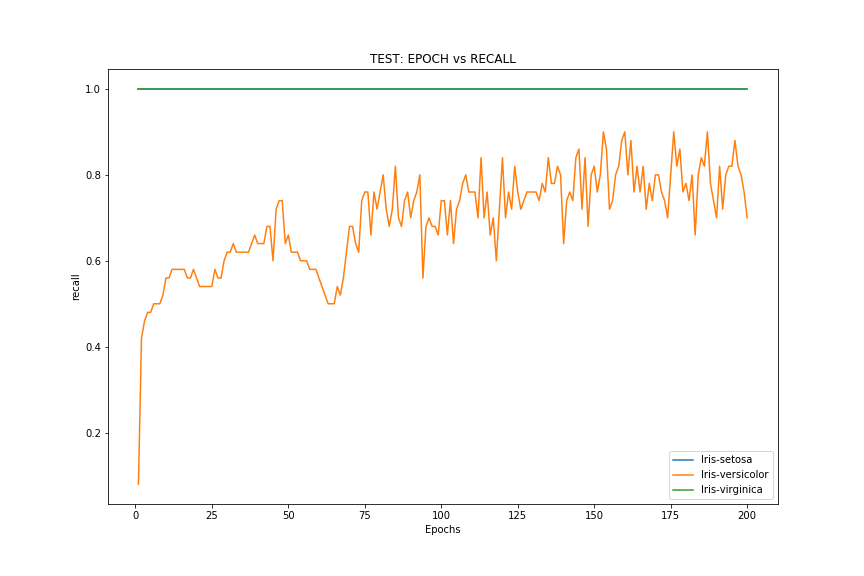 TEST: EPOCH vs RECALL
1.0
0.8
0.6
0.4
0.2
recall
0 25 50 75 100 125 150 175 200
Epochs
Iris-setosa
Iris-versicolor
Iris-virginica